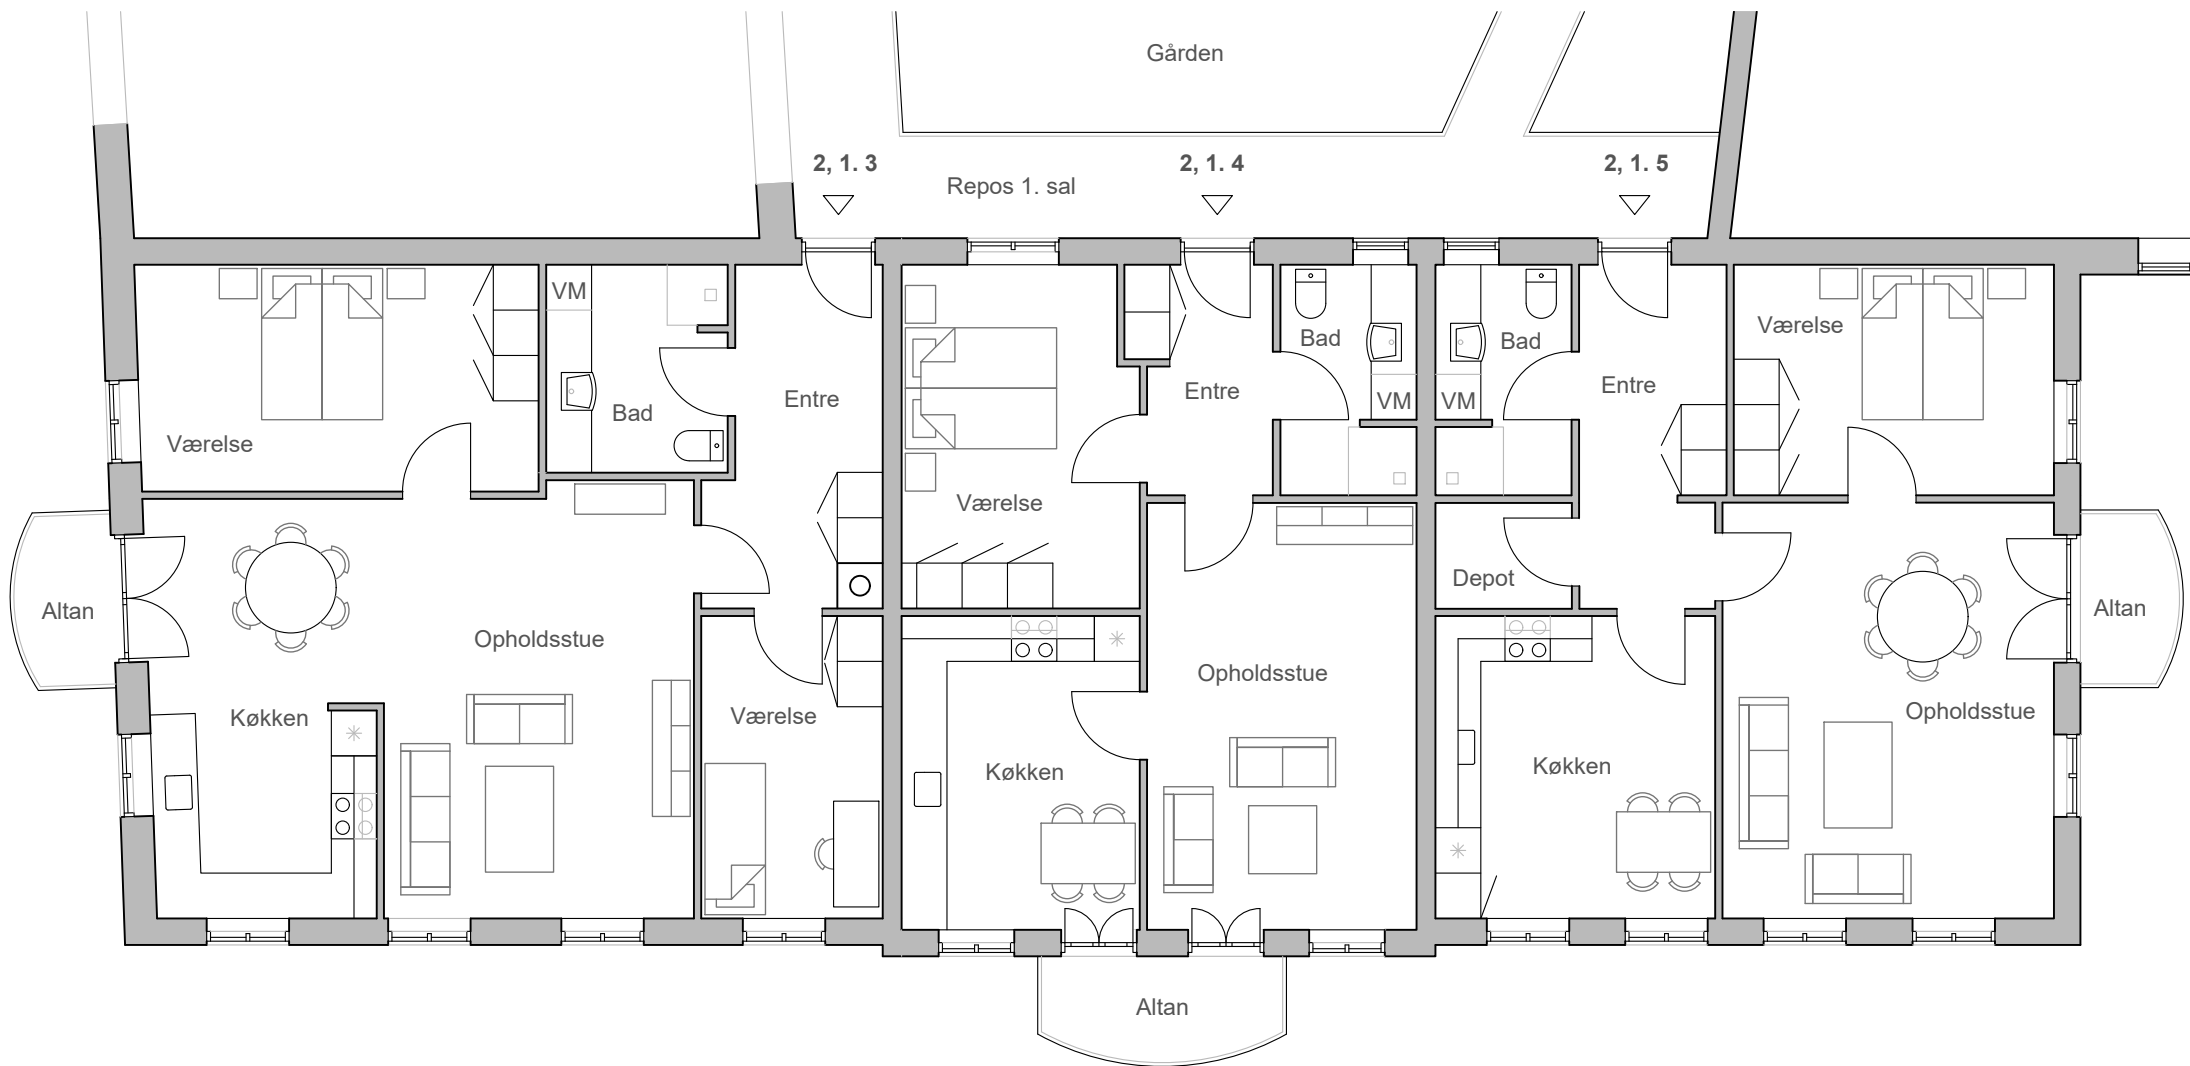 Gården
2, 1. 3
2, 1. 4
2, 1. 5
Repos 1. sal
VM
Værelse
Bad
Entre
Værelse
Entre
Bad
VM
VM
Bad
Entre
Værelse
Værelse
Depot
Altan
Opholdsstue
Køkken
Værelse
Opholdsstue
Køkken
Køkken
Altan
Opholdsstue
Altan